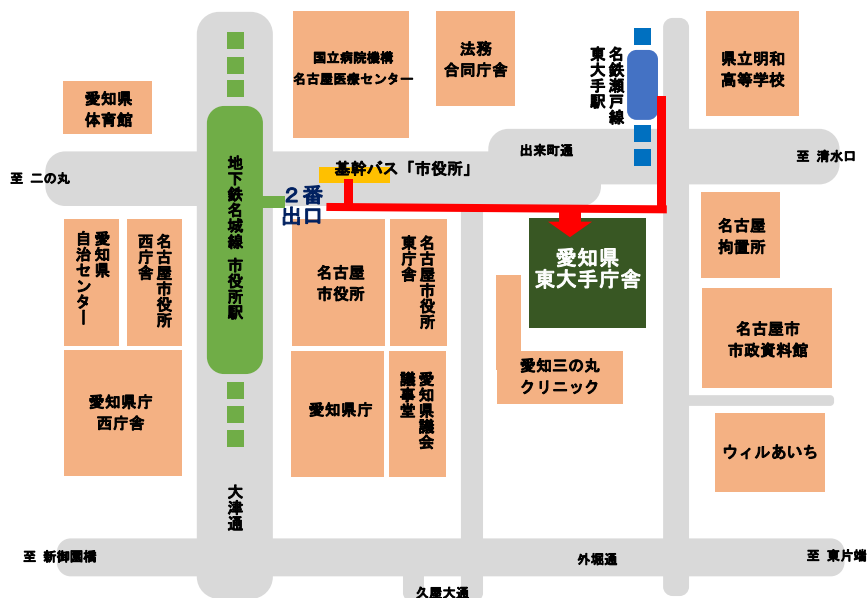 国立病院機構
名古屋医療センター
法務
合同庁舎
名鉄瀬戸線
東大手駅
県立明和
高等学校
愛知県
体育館
出来町通
至 清水口
至 二の丸
基幹バス「市役所」
地下鉄名城線 市役所駅
２番
出口
愛知県
自治センター
名古屋市役所
西庁舎
名古屋
市役所
名古屋市役所
東庁舎
愛知県
東大手庁舎
名古屋
拘置所
名古屋市
市政資料館
愛知三の丸
クリニック
愛知県庁
西庁舎
愛知県庁
愛知県議会
議事堂
ウィルあいち
大津通
至 新御園橋
外堀通
至 東片端
久屋大通